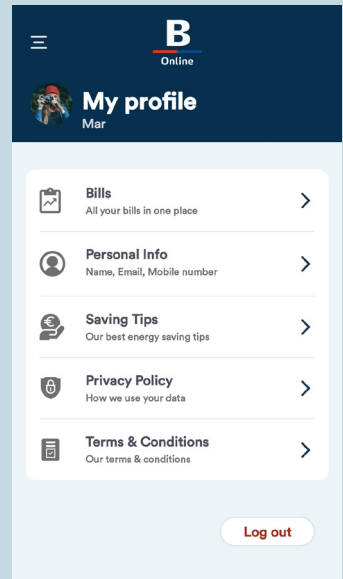 B
Online
My profile
Mar
Bills
All your bills in one place
Personal Info
Name, Email, Mobile number
Saving Tips
Our best energy saving tips
Privacy Policy
How we use your data
Terms & Conditions
Our terms & conditions
Log out